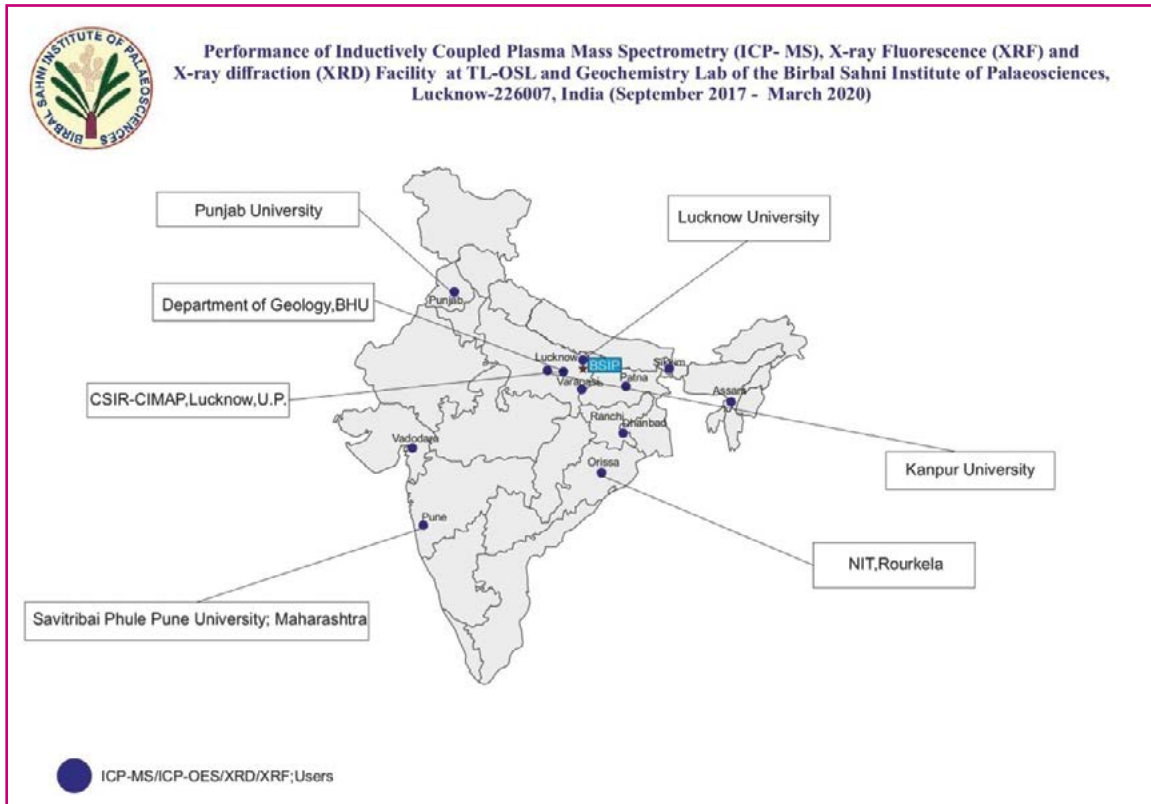 BIRBAL SAHNI INSTITUTE OF PALAEOSCIENCES
Performance of Inductively Coupled Plasma Mass Spectrometry (ICP- MS), X-ray Fluorescence (XRF) and
X-ray diffraction (XRD) Facility at TL-OSL and Geochemistry Lab of the Birbal Sahni Institute of Palaeosciences,
Lucknow-226007, India (September 2017 - March 2020)
Punjab University
Lucknow University
Department of Geology,BHU
Punjab
Lucknow
BSIP
Sikkim
CSIR-CIMAP,Lucknow,U.P.
Varanasi
Patna
Assam
Ranchi
Dhanbad
Vadodara
Orissa
Kanpur University
Pune
NIT,Rourkela
Savitribai Phule Pune University; Maharashtra
ICP-MS/ICP-OES/XRD/XRF;Users